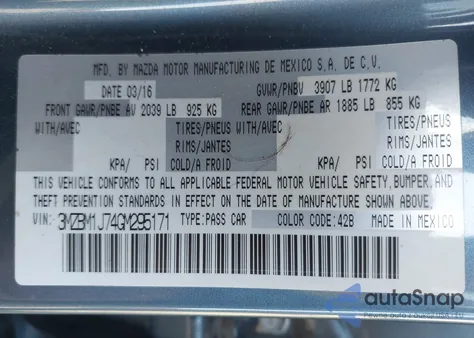 MFD. BY MAZDA MOTOR MANUFACTURING DE MEXICO S.A. DE C.V.
DATE 03/16 GVWR/PNBV 3907 LB 1772 KG
FRONT GAWR/PNBE AV 2039 LB 925 KG REAR GAWR/PNBE AR 1885 LB 855 KG
WITH/AVEC TIRES/PNEUS WITH/AVEC TIRES/PNEUS
RIMS/JANTES RIMS/JANTES
KPA/ PSI COLD/A FROID KPA/ PSI COLD/A FROID
THIS VEHICLE CONFORMS TO ALL APPLICABLE FEDERAL MOTOR VEHICLE SAFETY, BUMPER, AND
THEFT PREVENTION STANDARDS IN EFFECT ON THE DATE OF MANUFACTURE SHOWN ABOVE.
VIN: 3MZBM1J74GM295171 TYPE:PASS CAR COLOR CODE:42B MADE IN MEXICO
autoSnap
Pewne auto z USA i EU